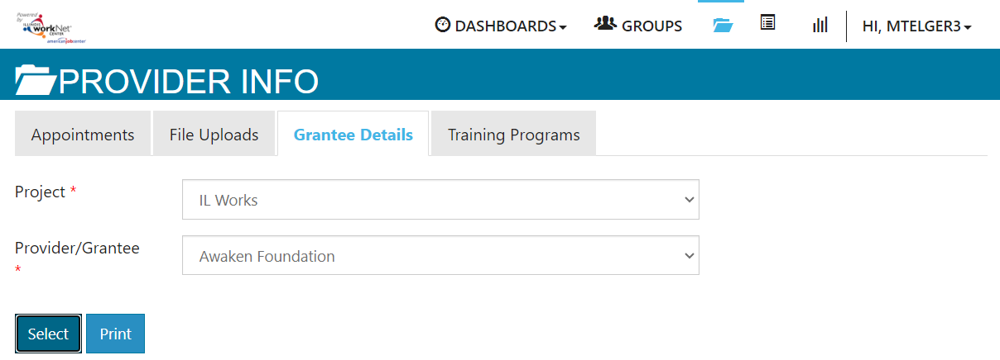 Powered by
ILLINOIS
workNet
CENTER
americanjobcenter
DASHBOARDS
GROUPS
HI, MTELGER3
PROVIDER INFO
Appointments
File Uploads
Grantee Details
Training Programs
Project *
IL Works
Provider/Grantee
*
Awaken Foundation
Select
Print